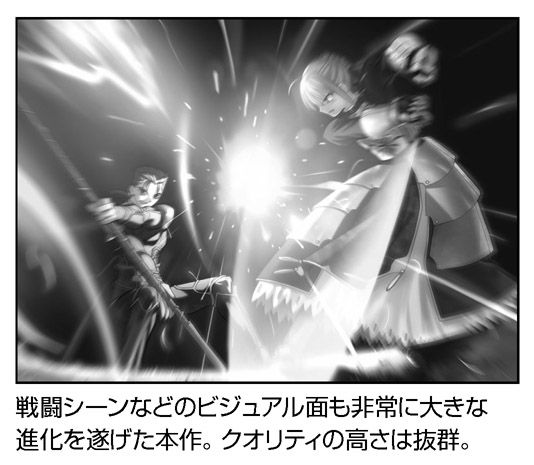 戦闘シーンなどのビジュアル面も非常に大きな
進化を遂げた本作。クオリティの高さは抜群。